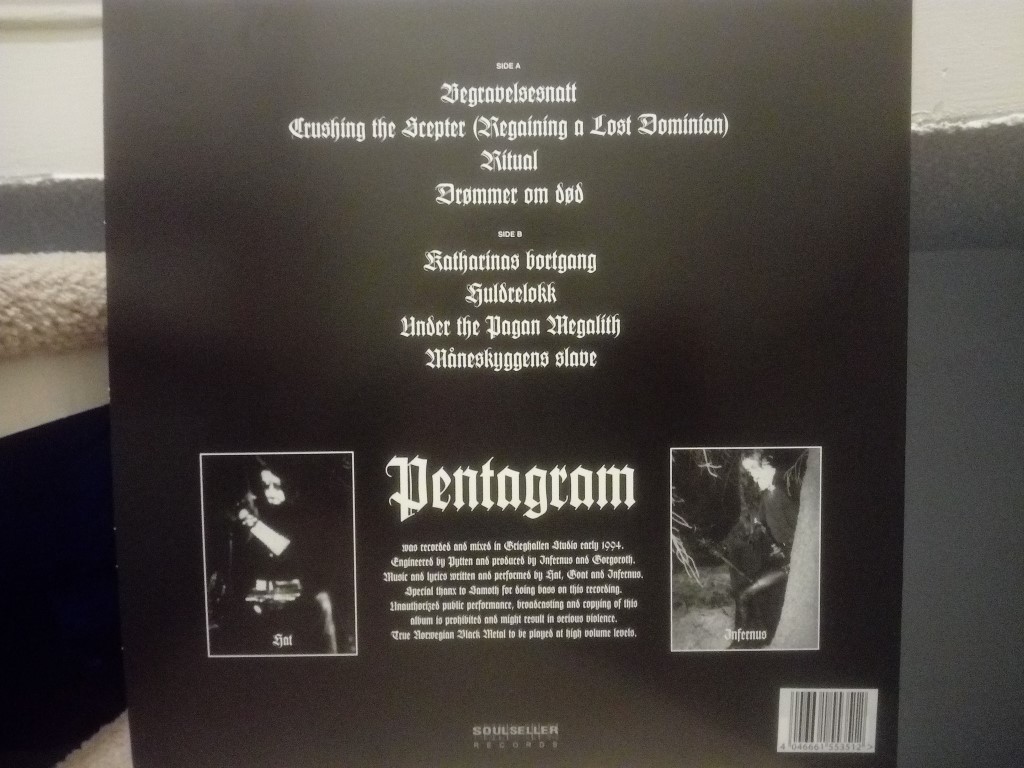 SIDE A
Begravelsesnatt
Crushing the Scepter (Regaining a Lost Dominion)
Ritual
Drømmer om død
SIDE B
Katharinas bortgang
Huldrelokk
Under the Pagan Megalith
Måneskyggens slave
Pentagram
was recorded and mixed in Grieghallen Studio early 1994.
Engineered by Pytten and produced by Infernus and Gorgoroth.
Music and lyrics written and performed by Hat, Goat and Infernus.
Special thanx to Samoth for doing bass on this recording.
Unauthorized public performance, broadcasting and copying of this
album is prohibited and might result in serious violence.
True Norwegian Black Metal to be played at high volume levels.
Hat
Infernus
SOULSELLER
RECORDS
4 046661 553512 >